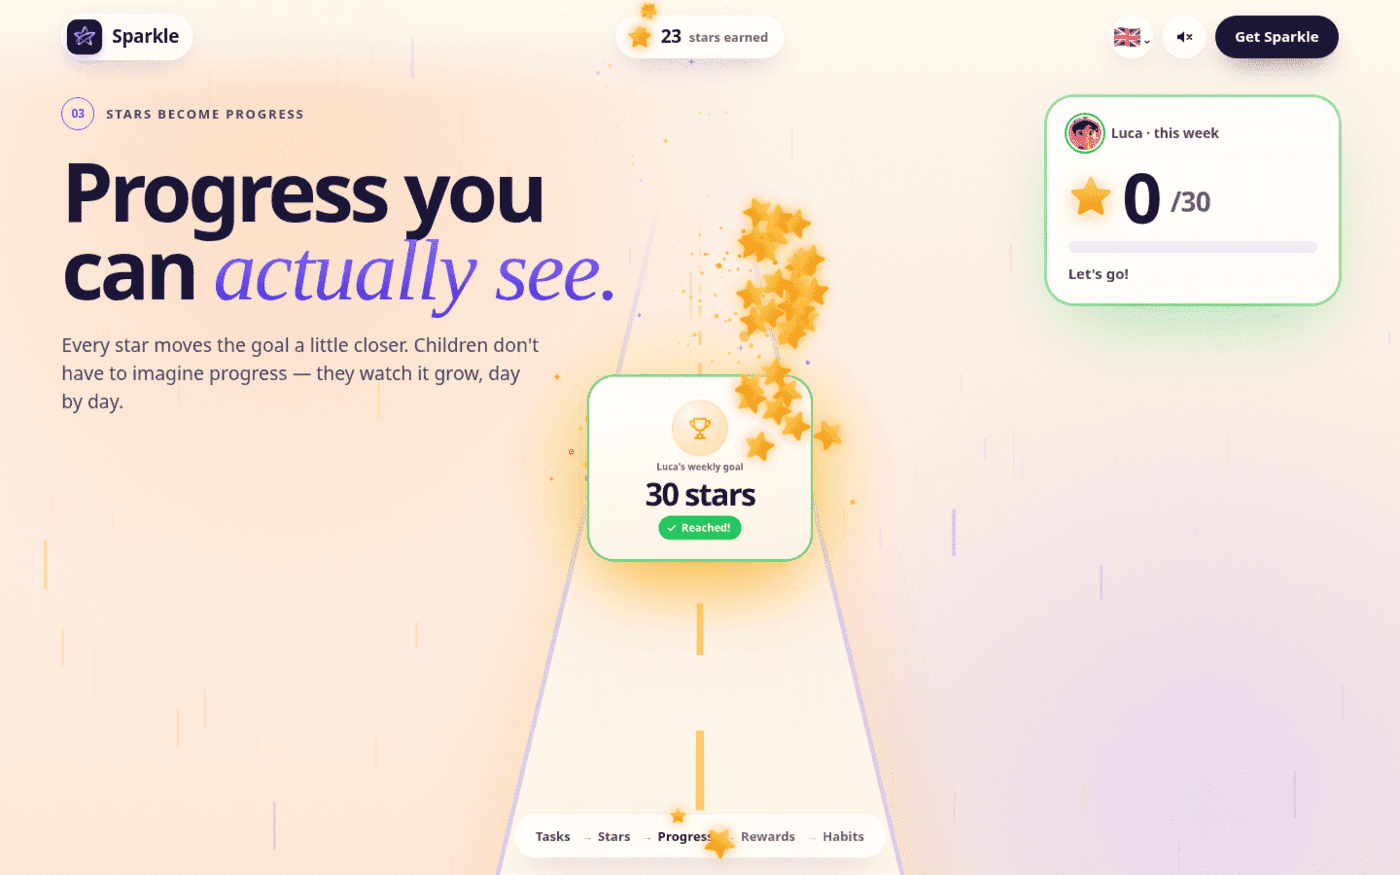 Sparkle
23 stars earned
Get Sparkle
03 STARS BECOME PROGRESS
Progress you
can actually see.
Every star moves the goal a little closer. Children don't
have to imagine progress — they watch it grow, day
by day.
Luca · this week
0 /30
Let's go!
Luca's weekly goal
30 stars
✓ Reached!
Tasks → Stars → Progress → Rewards → Habits